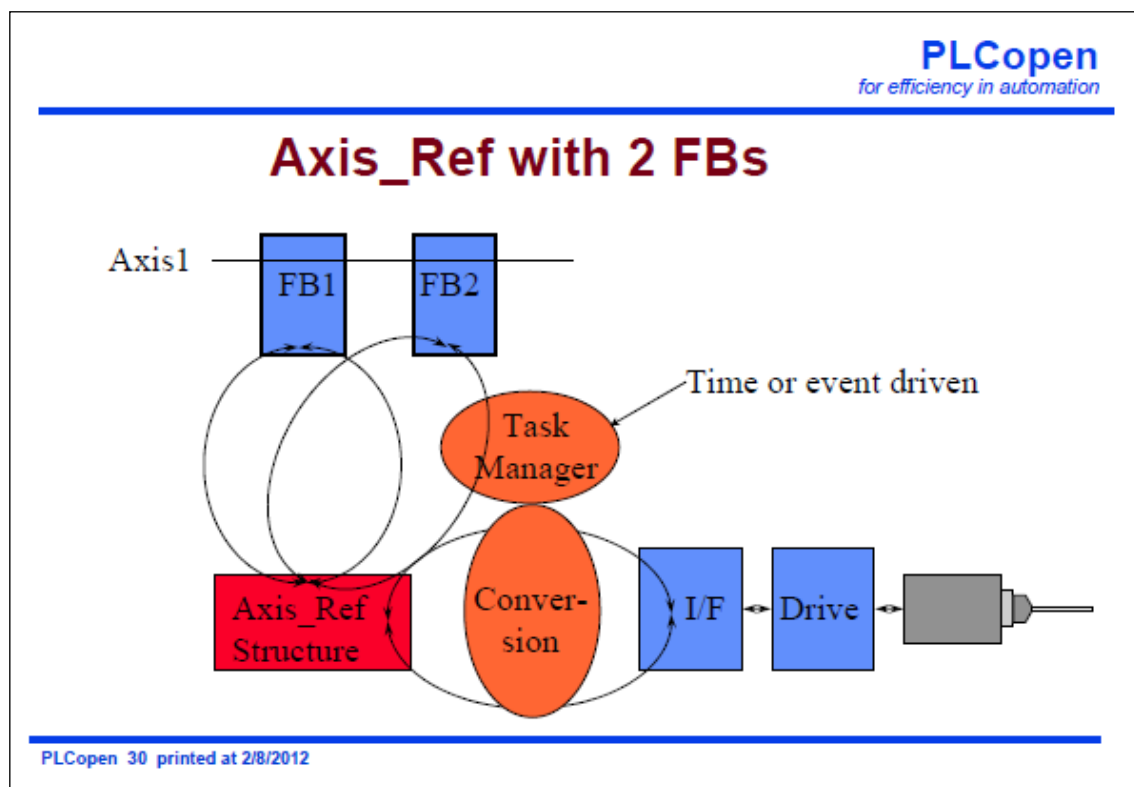 PLCopen
for efficiency in automation
Axis_Ref with 2 FBs
Axis1
FB1
FB2
Time or event driven
Task
Manager
Conver-
sion
Axis_Ref
Structure
I/F
Drive
PLCopen 30 printed at 2/8/2012